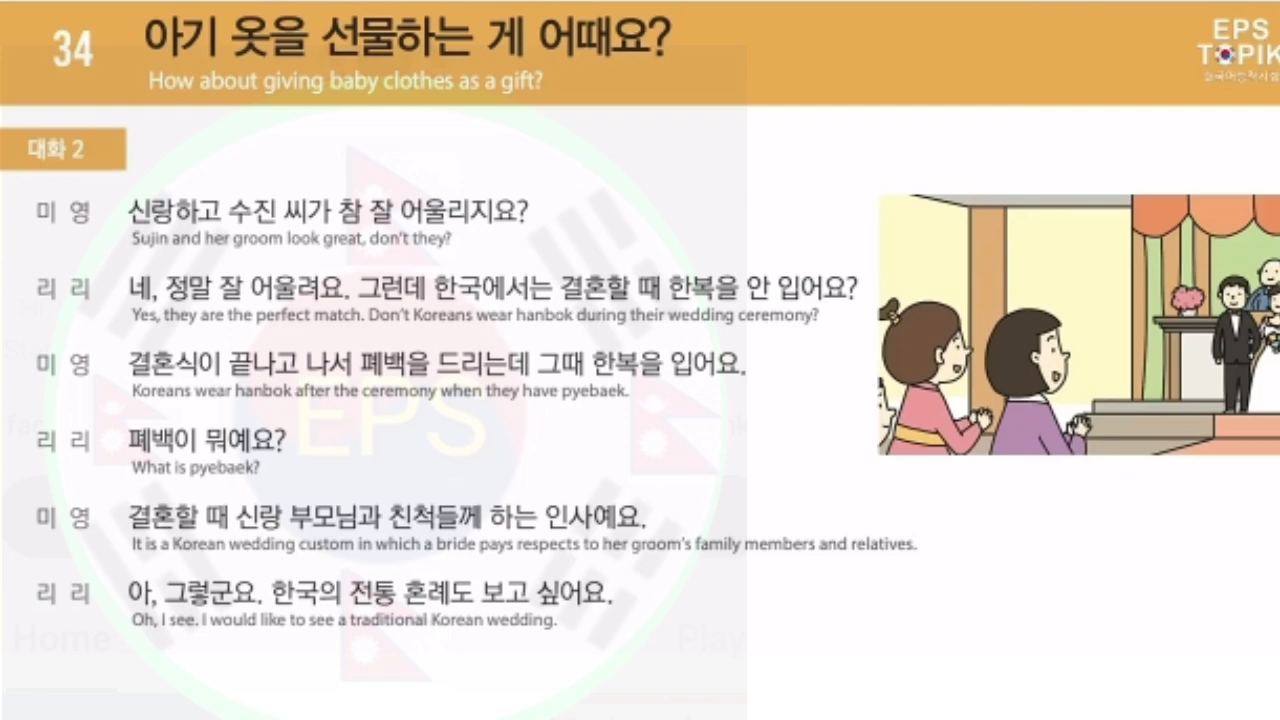 34
아기 옷을 선물하는 게 어때요?
How about giving baby clothes as a gift?
EPS
TOPIK
대화 2
미 영 신랑하고 수진 씨가 참 잘 어울리지요?
Sujin and her groom look great, don't they?
리 리 네, 정말 잘 어울려요. 그런데 한국에서는 결혼할 때 한복을 안 입어요?
Yes, they are the perfect match. Don't Koreans wear hanbok during their wedding ceremony?
미 영 결혼식이 끝나고 나서 폐백을 드리는데 그때 한복을 입어요.
Koreans wear hanbok after the ceremony when they have pyebaek.
EPS
리 리 폐백이 뭐예요?
What is pyebaek?
미 영 결혼할 때 신랑 부모님과 친척들께 하는 인사예요.
It is a Korean wedding custom in which a bride pays respects to her groom's family members and relatives.
리 리 아, 그렇군요. 한국의 전통 혼례도 보고 싶어요.
Oh, I see. I would like to see a traditional Korean wedding.
Home Play